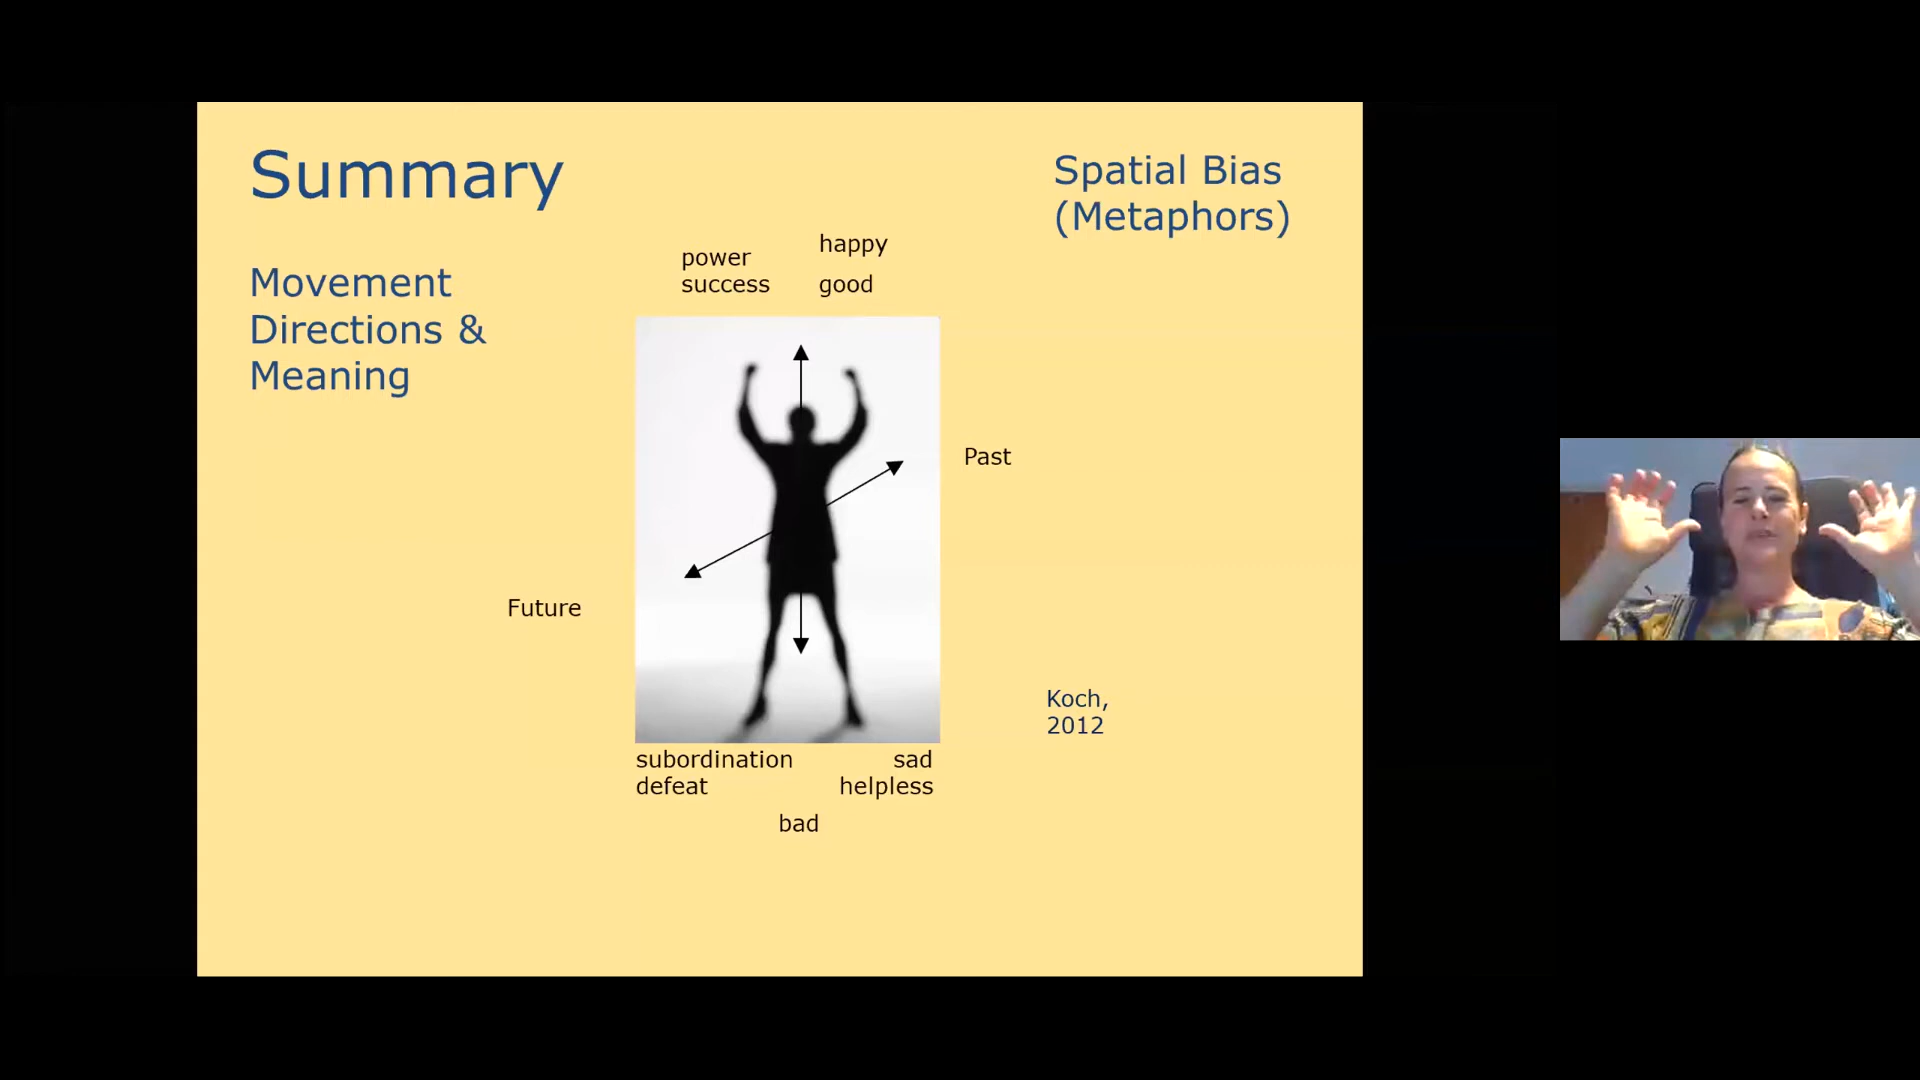 Summary
Spatial Bias
(Metaphors)
Movement
Directions &
Meaning
power
success
happy
good
Past
Future
Koch,
2012
subordination
defeat
sad
helpless
bad